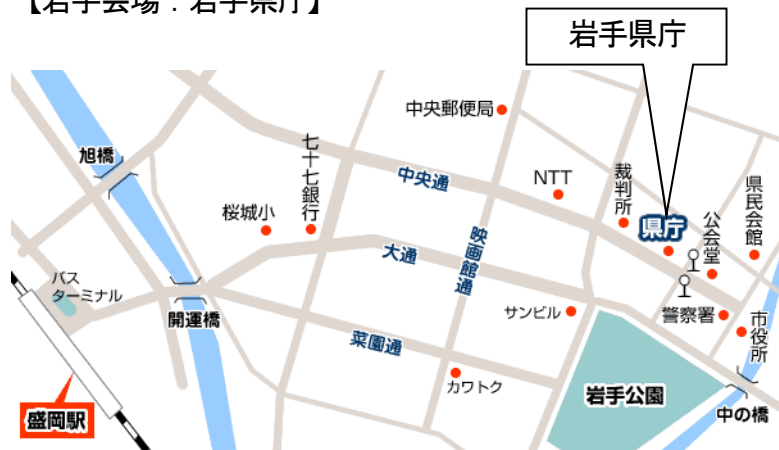 【岩手会場：岩手県庁】
岩手県庁
中央郵便局
旭橋
七十七銀行
中央通
NTT
裁判所
県民会館
桜城小
県庁
公会堂
大通
映画館通
バス
ターミナル
開運橋
サンビル
警察署
市役所
菜園通
カワトク
岩手公園
盛岡駅
中の橋